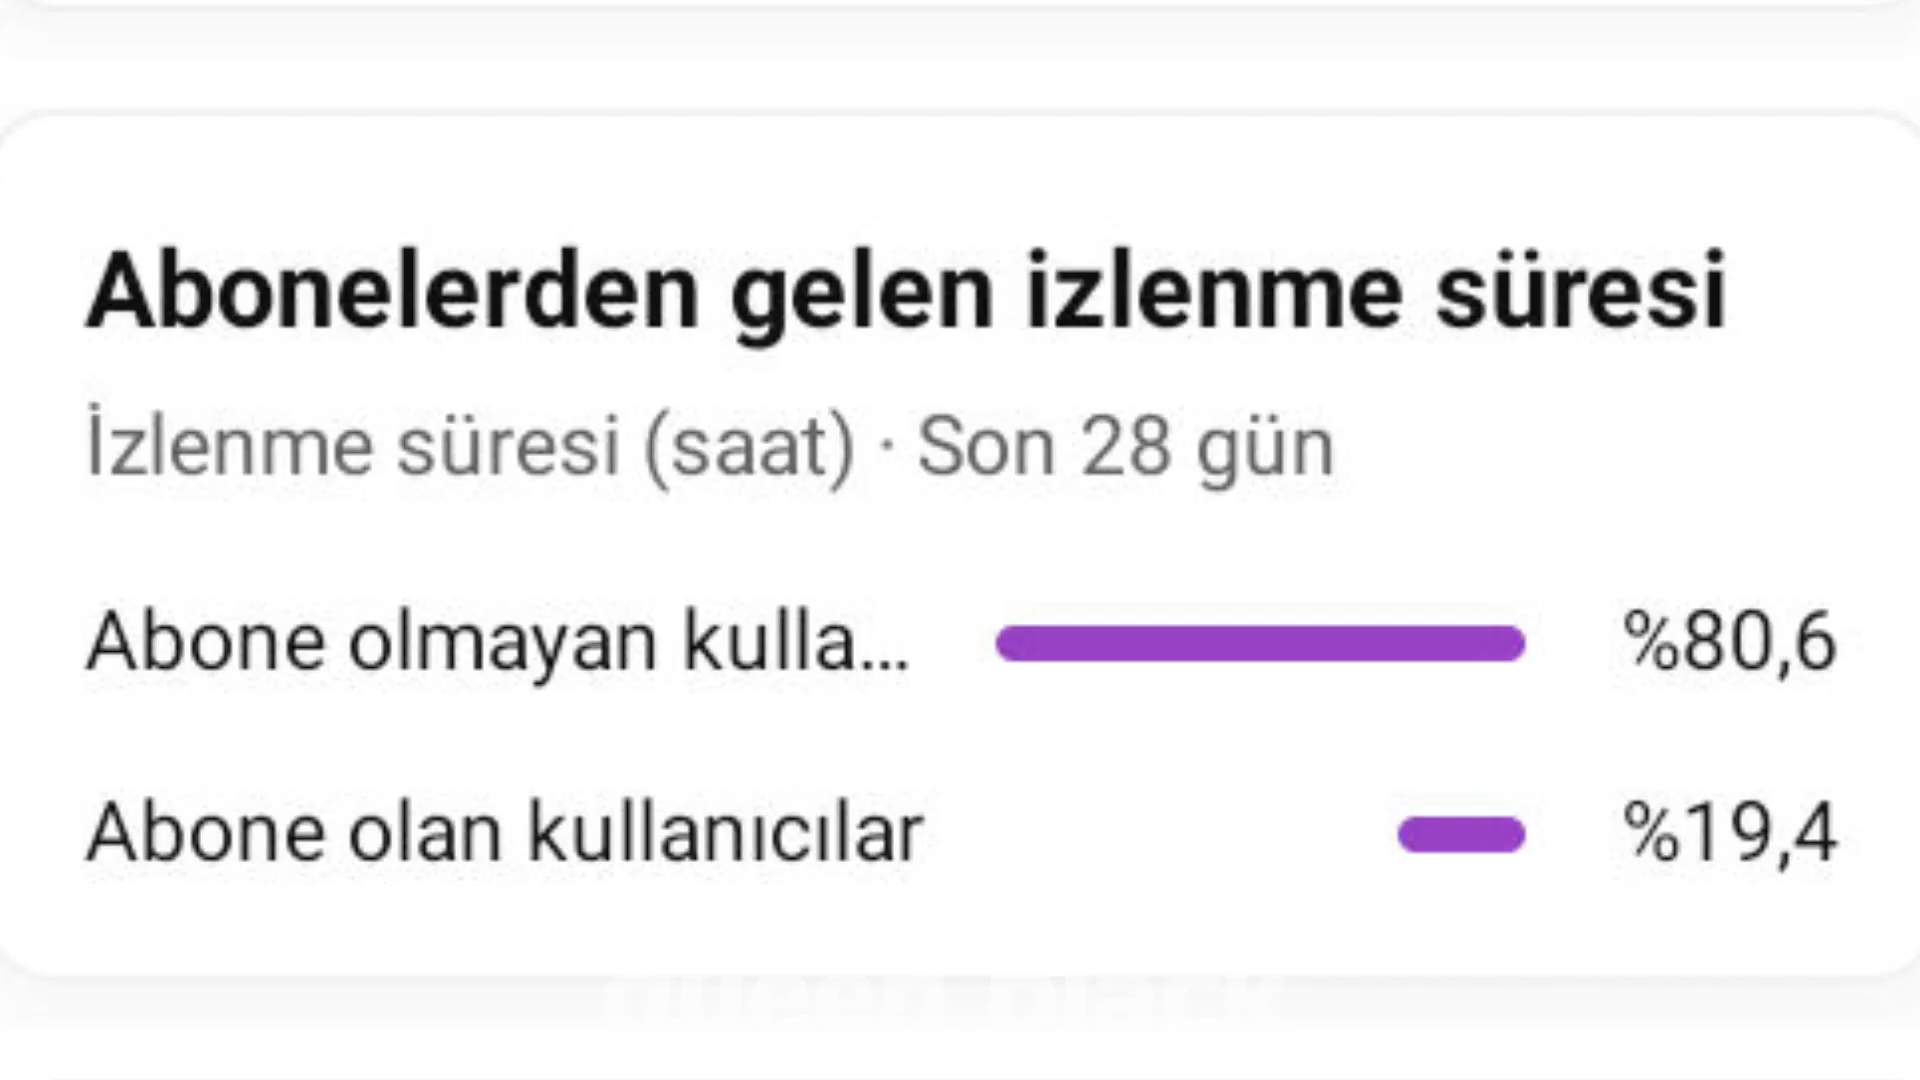 Abonelerden gelen izlenme süresi
İzlenme süresi (saat) · Son 28 gün
Abone olmayan kulla... %80,6
Abone olan kullanıcılar %19,4